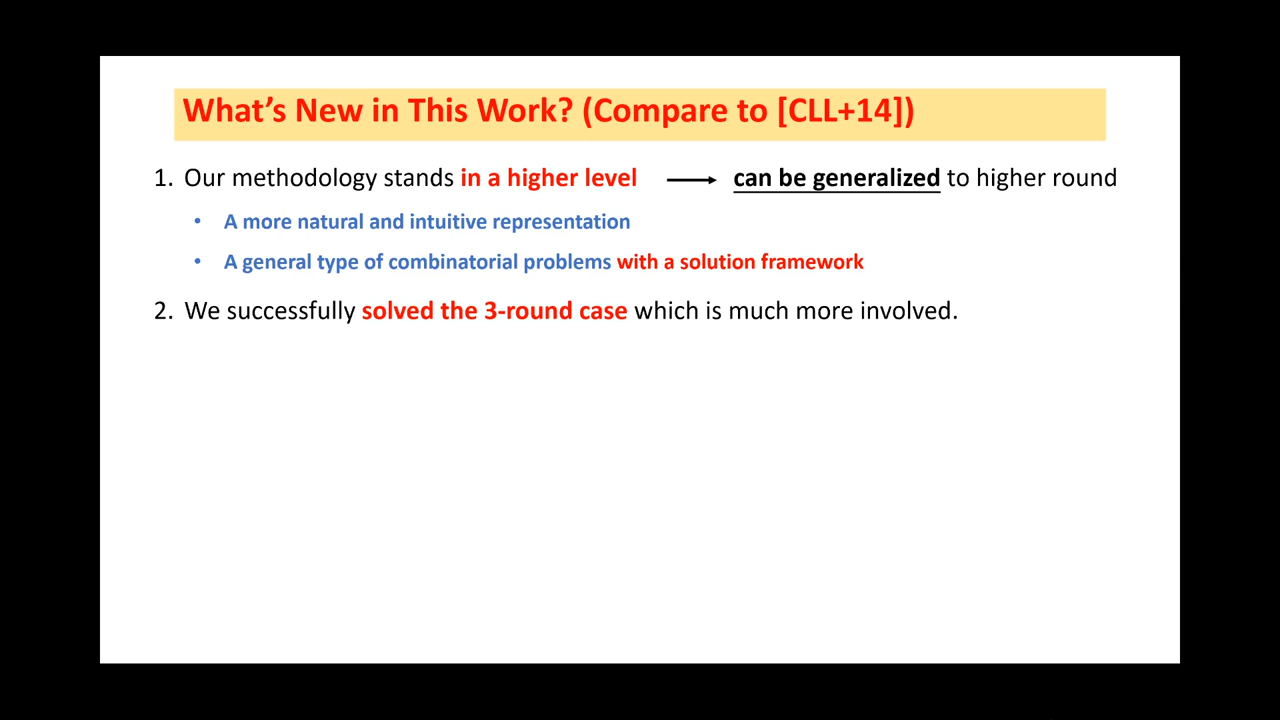 What’s New in This Work? (Compare to [CLL+14])
1. Our methodology stands in a higher level ⟶ can be generalized to higher round
• A more natural and intuitive representation
• A general type of combinatorial problems with a solution framework
2. We successfully solved the 3-round case which is much more involved.